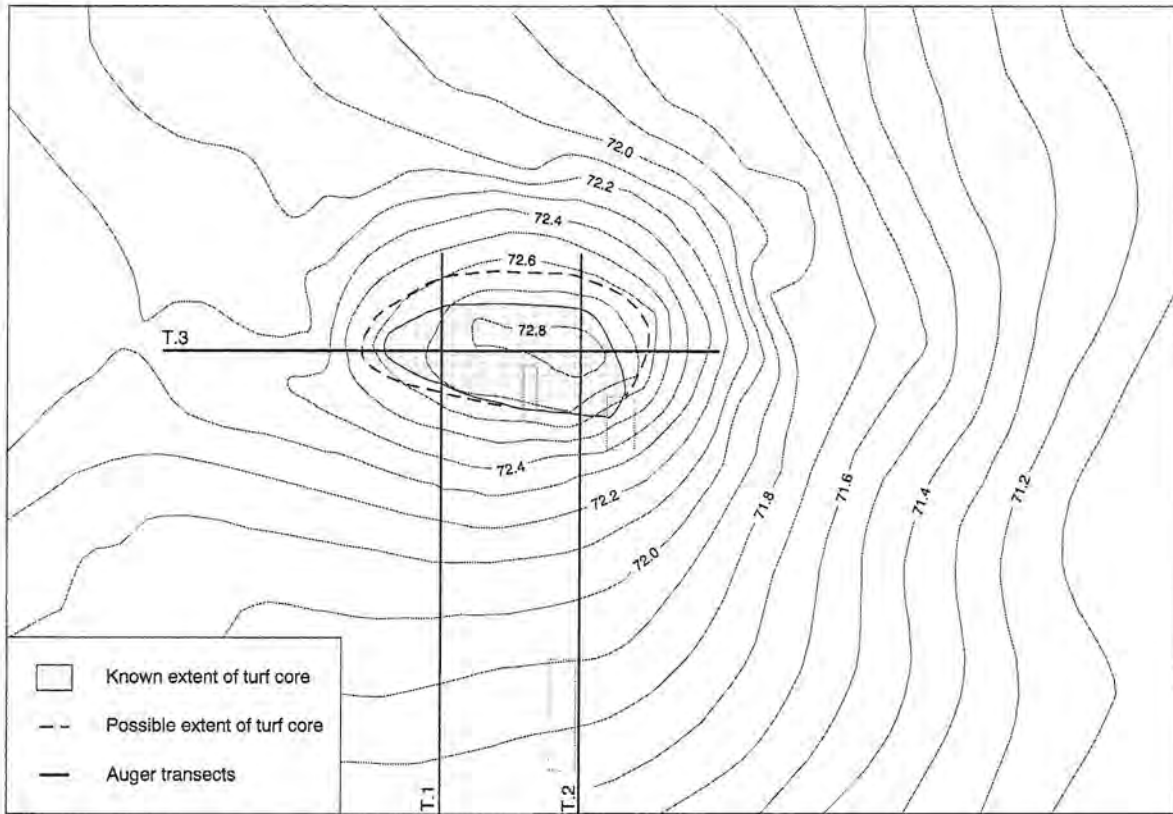 72.0
72.2
72.4
72.6
72.8
T.3
72.4
72.2
72.0
71.8
71.6
71.4
71.2
Known extent of turf core
Possible extent of turf core
Auger transects
T.1
T.2